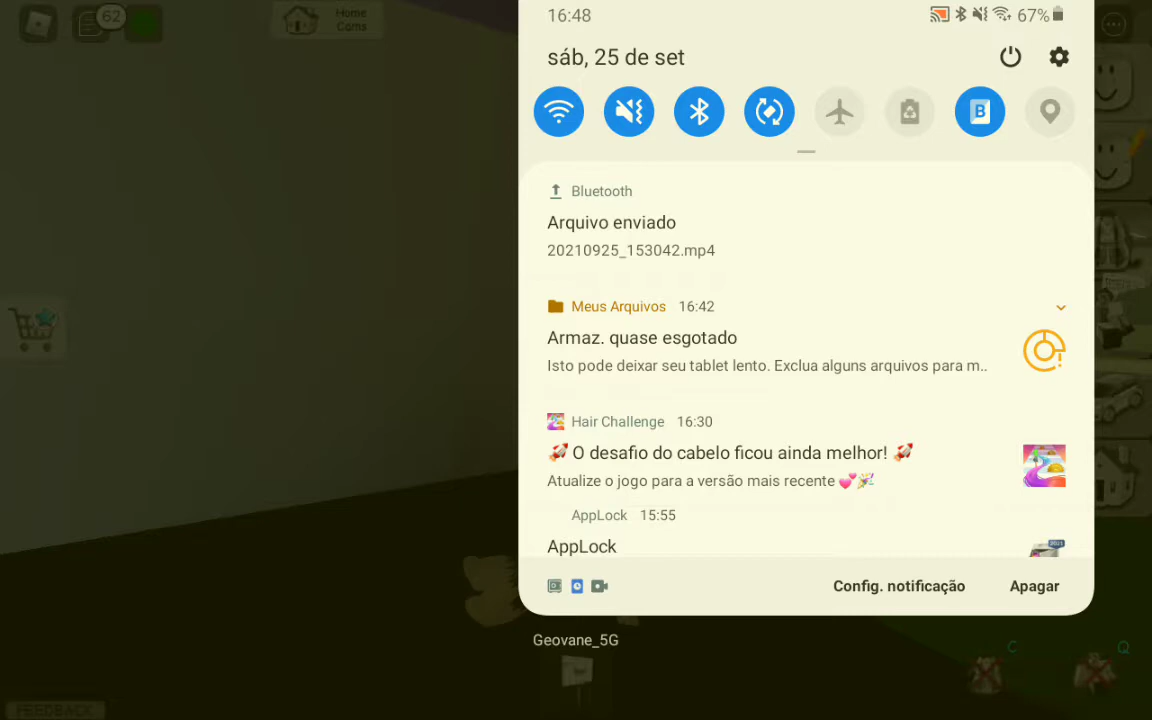 62
Home
Cams
16:48
67%
sáb, 25 de set
B
Bluetooth
Arquivo enviado
20210925_153042.mp4
Meus Arquivos 16:42
Armaz. quase esgotado
Isto pode deixar seu tablet lento. Exclua alguns arquivos para m..
Hair Challenge 16:30
🚀 O desafio do cabelo ficou ainda melhor! 🚀
Atualize o jogo para a versão mais recente 💕🎉
AppLock 15:55
AppLock
Config. notificação Apagar
Geovane_5G
C
Q
FEEDBACK